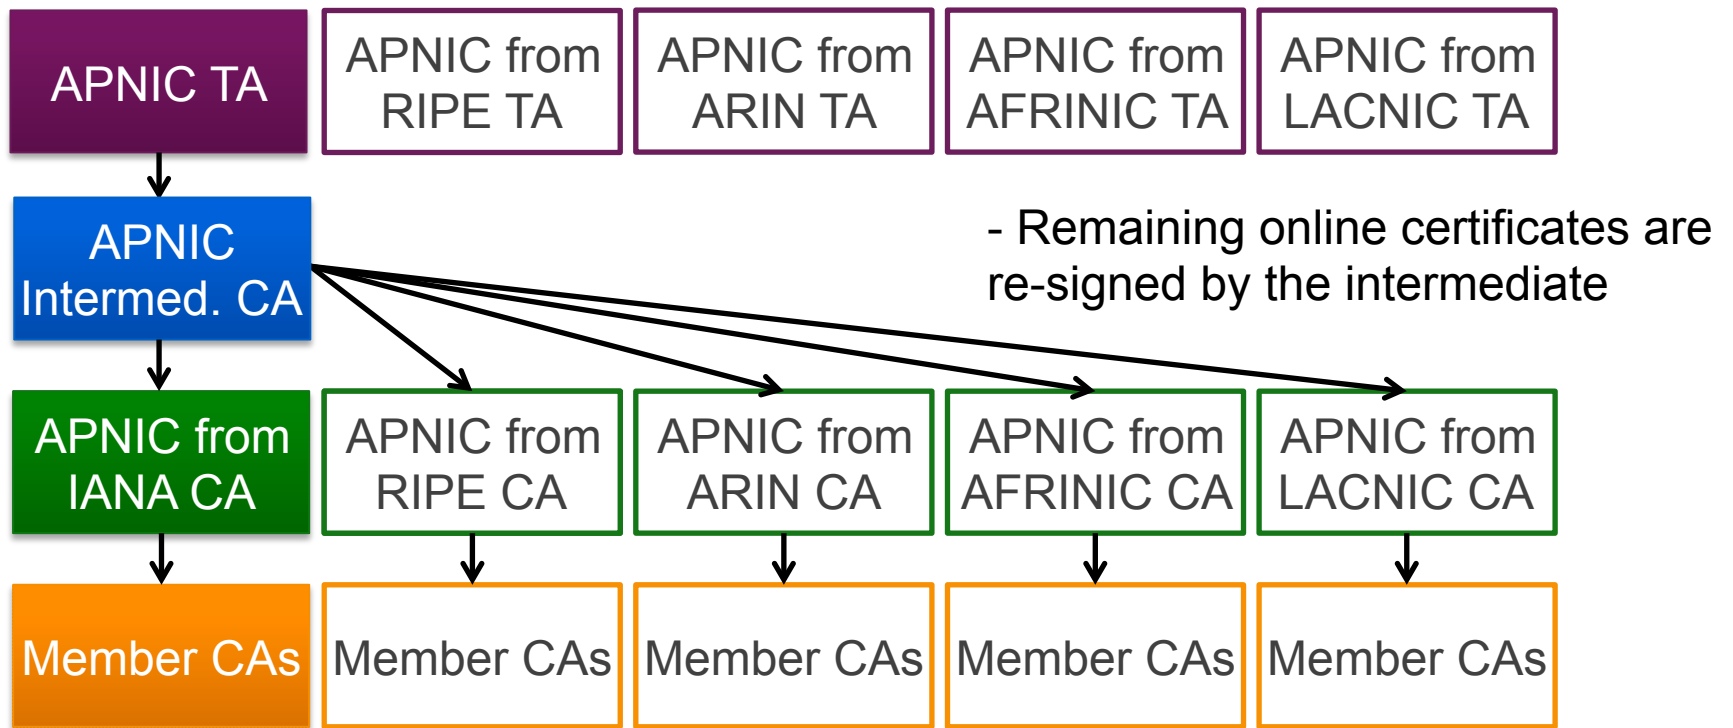 APNIC TA
APNIC from
RIPE TA
APNIC from
ARIN TA
APNIC from
AFRINIC TA
APNIC from
LACNIC TA
APNIC
Intermed. CA
- Remaining online certificates are
re-signed by the intermediate
APNIC from
IANA CA
APNIC from
RIPE CA
APNIC from
ARIN CA
APNIC from
AFRINIC CA
APNIC from
LACNIC CA
Member CAs
Member CAs
Member CAs
Member CAs
Member CAs